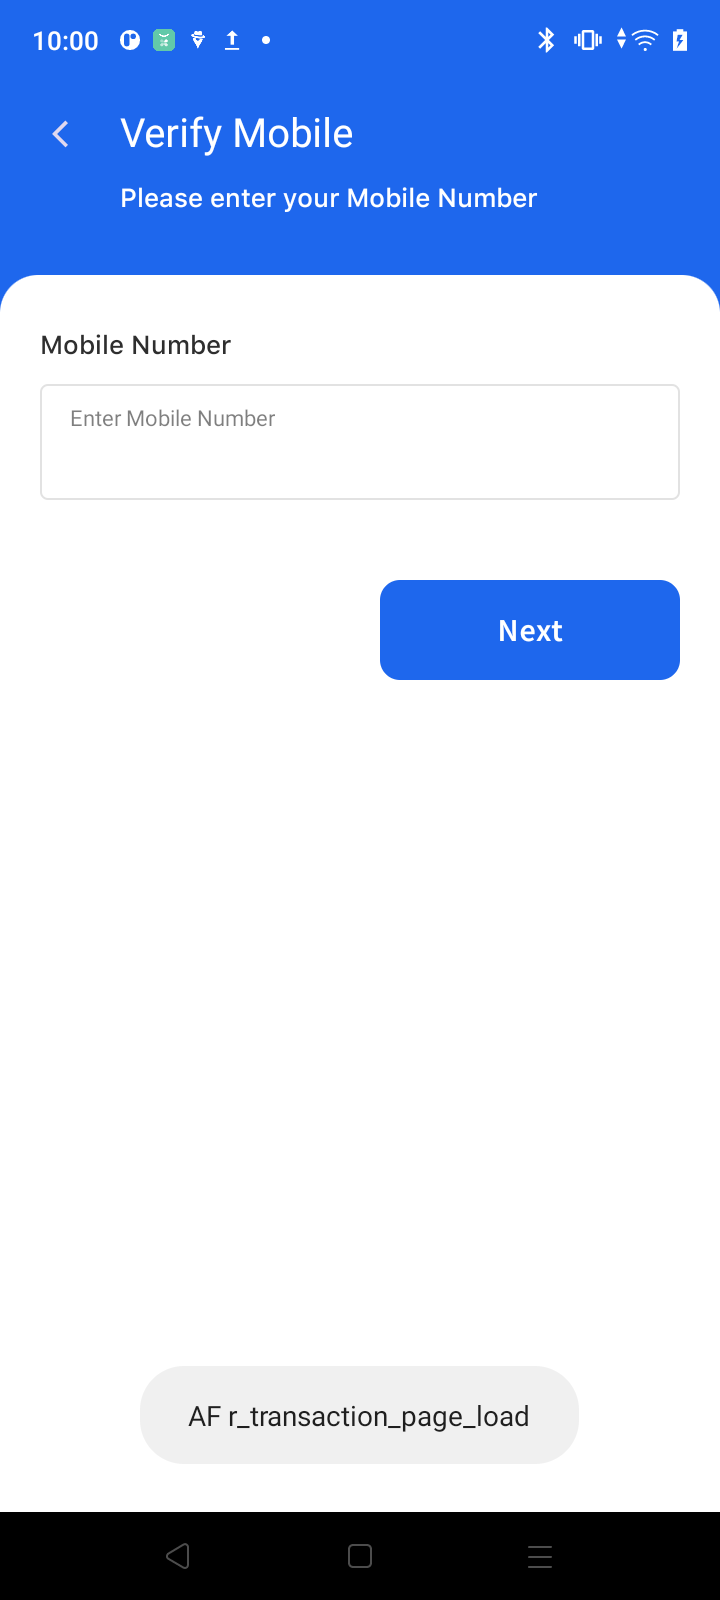 10:00
Verify Mobile
Please enter your Mobile Number
Mobile Number
Enter Mobile Number
Next
AF r_transaction_page_load